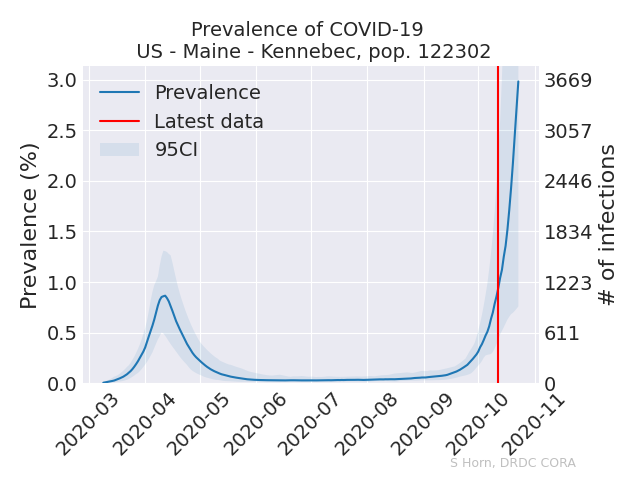 Prevalence of COVID-19
US - Maine - Kennebec, pop. 122302
Prevalence (%)
3.0
2.5
2.0
1.5
1.0
0.5
0.0
Prevalence
Latest data
95CI
3669
3057
2446
1834
1223
611
0
# of infections
2020-03
2020-04
2020-05
2020-06
2020-07
2020-08
2020-09
2020-10
2020-11
S Horn, DRDC CORA